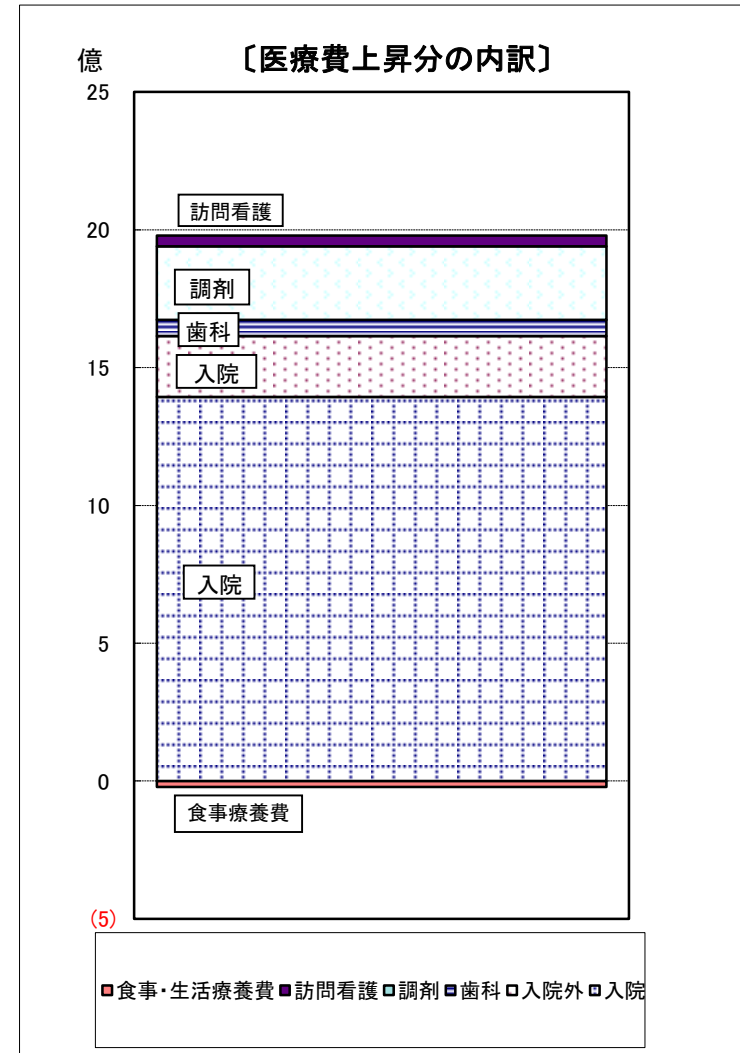 億
〔医療費上昇分の内訳〕
25
訪問看護
20
調剤
歯科
入院
15
10
入院
5
0
食事療養費
(5)
食事・生活療養費 訪問看護 調剤 歯科 入院外 入院